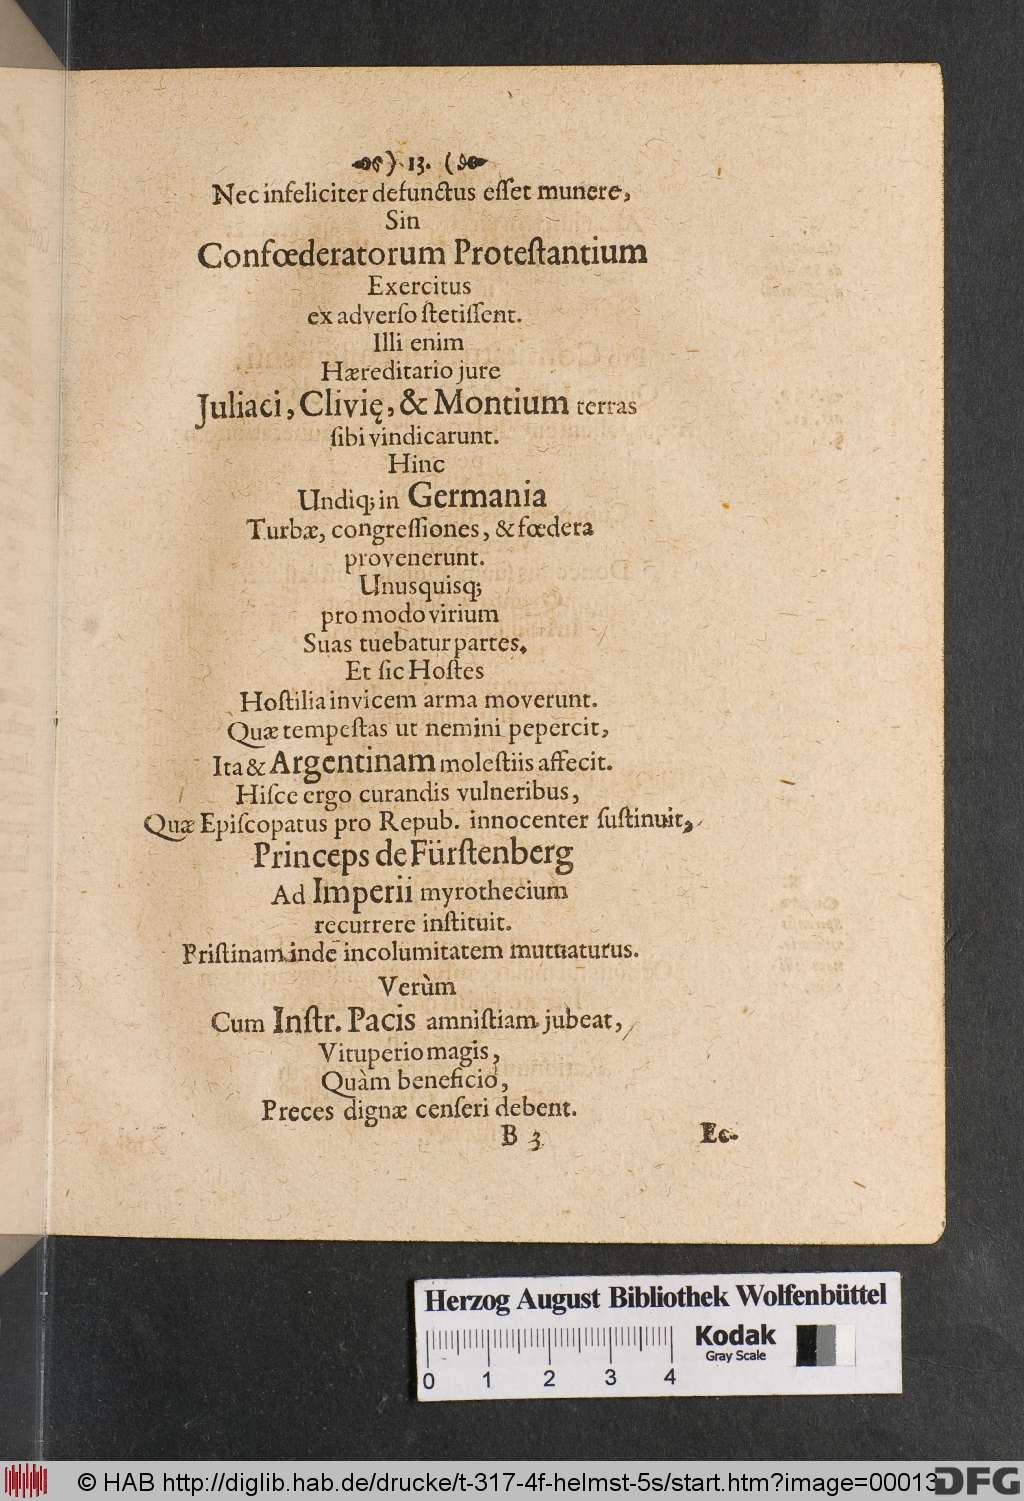 ) 13. (
Nec infeliciter defunctus eſſet munere,
Sin
Confœderatorum Proteſtantium
Exercitus
ex adverſo ſtetiſſent.
Illi enim
Hæreditario jure
Juliaci, Clivię, & Montium terras
ſibi vindicarunt.
Hinc
Undiq; in Germania
Turbæ, congreſſiones, & fœdera
provenerunt.
Unusquisq;
pro modo virium
Suas tuebatur partes.
Et ſic Hoſtes
Hoſtilia invicem arma moverunt.
Quæ tempeſtas ut nemini pepercit,
Ita & Argentinam moleſtiis affecit.
Hiſce ergo curandis vulneribus,
Quæ Epiſcopatus pro Repub. innocenter ſuſtinuit,
Princeps de Fürſtenberg
Ad Imperii myrothecium
recurrere inſtituit.
Priſtinam inde incolumitatem mutuaturus.
Verùm
Cum Inſtr. Pacis amniſtiam jubeat,
Vituperio magis,
Quàm beneficio,
Preces dignæ cenſeri debent.
B 3 Ec-
Herzog August Bibliothek Wolfenbüttel
Kodak
Gray Scale
0 1 2 3 4
© HAB http://diglib.hab.de/drucke/t-317-4f-helmst-5s/start.htm?image=00013
DFG